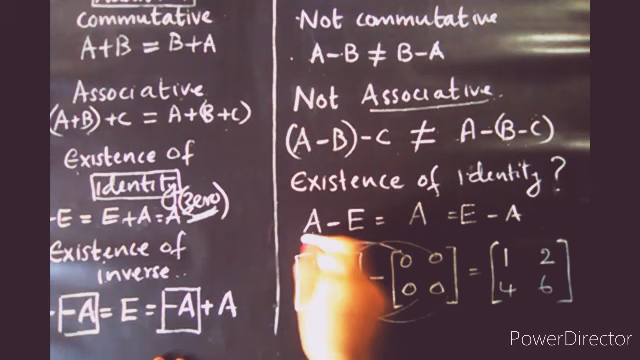 Commutative
A+B = B+A
Associative
(A+B)+C = A+(B+C)
Existence of
Identity (Zero)
-E = E+A = A
Existence of
inverse..
-A = E = -A + A
Not commutative
A-B ≠ B-A
Not Associative.
(A-B)-C ≠ A-(B-C)
Existence of Identity?
A-E = A = E-A
- [0 0 = [1 2
0 0] 4 6]
PowerDirector